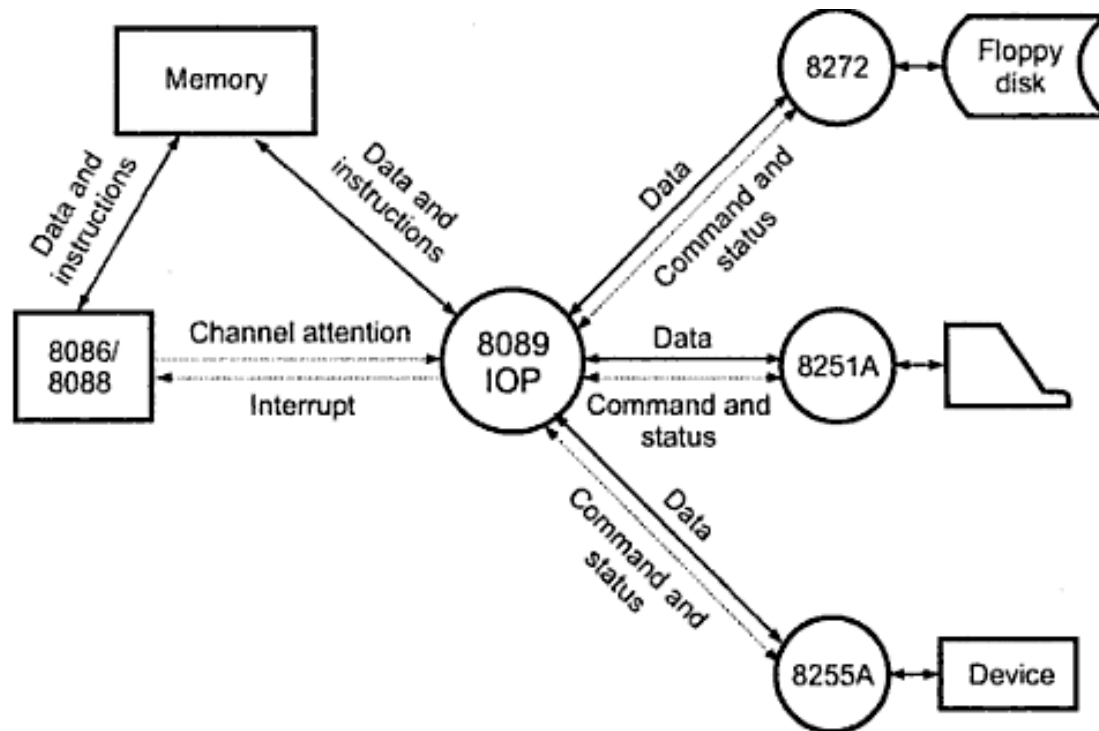 Memory
8272
Floppy
disk
Data and
instructions
Data and
instructions
Data
Command and
status
8086/
8088
Channel attention
Interrupt
8089
IOP
Data
Command and
status
8251A
Data
Command and
status
8255A
Device